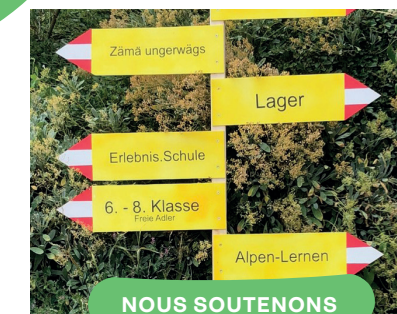 Zämä ungerwägs
Lager
Erlebnis.Schule
6. - 8. Klasse
Freie Adler
Alpen-Lernen
NOUS SOUTENONS